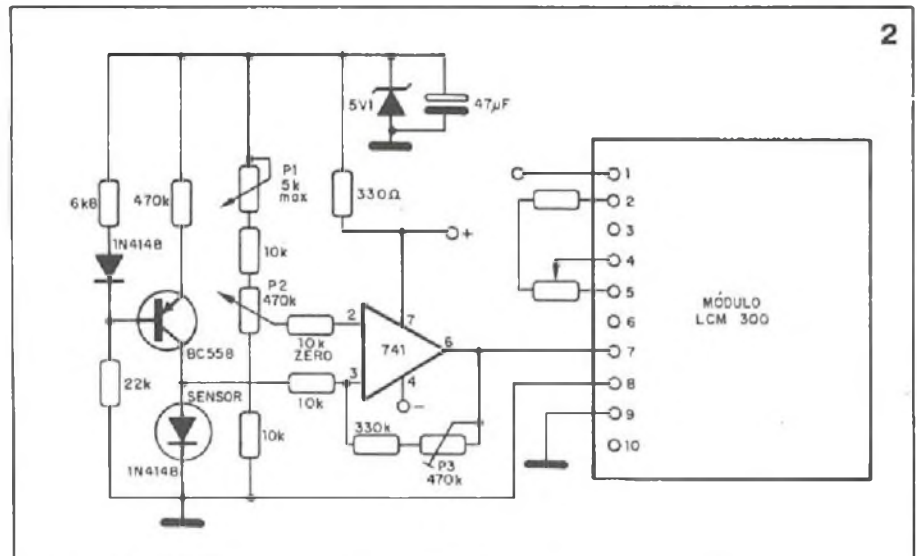 2
5V1
47µF
P1
5k
max
330Ω
6k8
470k
+
1
2
1N4148
10k
3
P2
470k
4
5
MÓDULO
LCM 300
BC558
2
7
6
10k
ZERO
741
6
7
22k
3
4
8
SENSOR
10k
-
9
330k
10
1N4148
10k
P3
470k